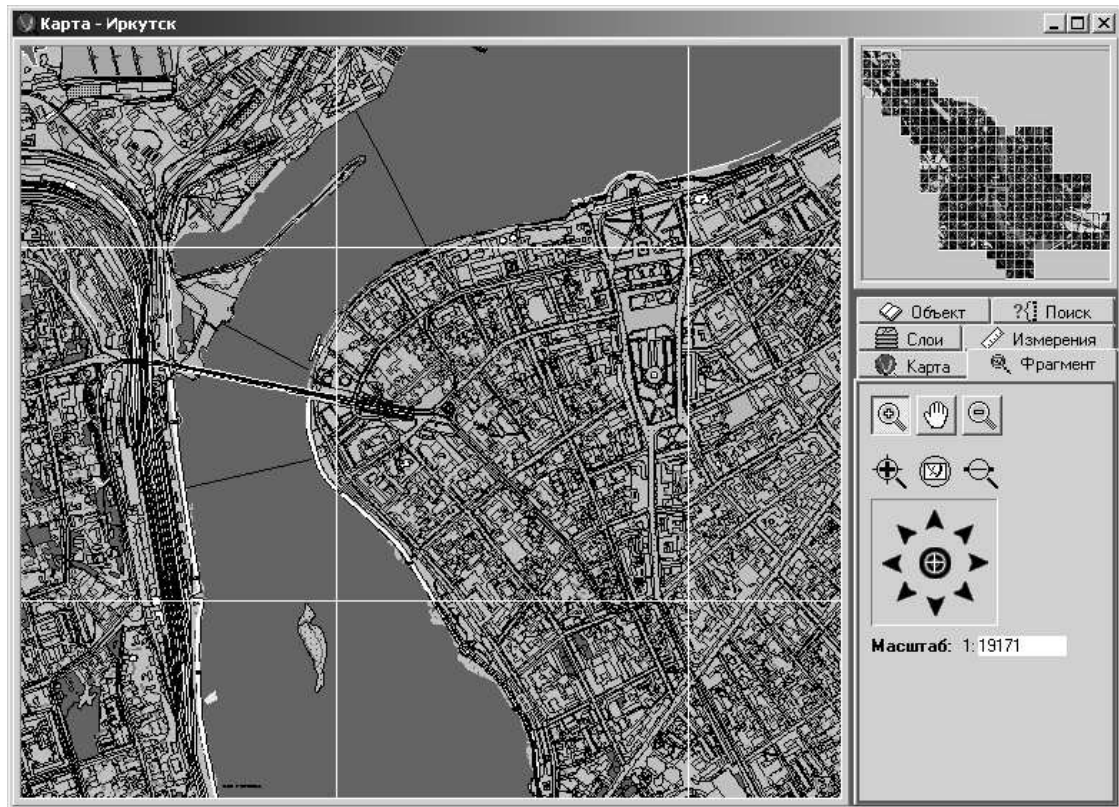 Карта - Иркутск
Объект
?{ Поиск
Слои
Измерения
Карта
Фрагмент
Масштаб: 1: 19171